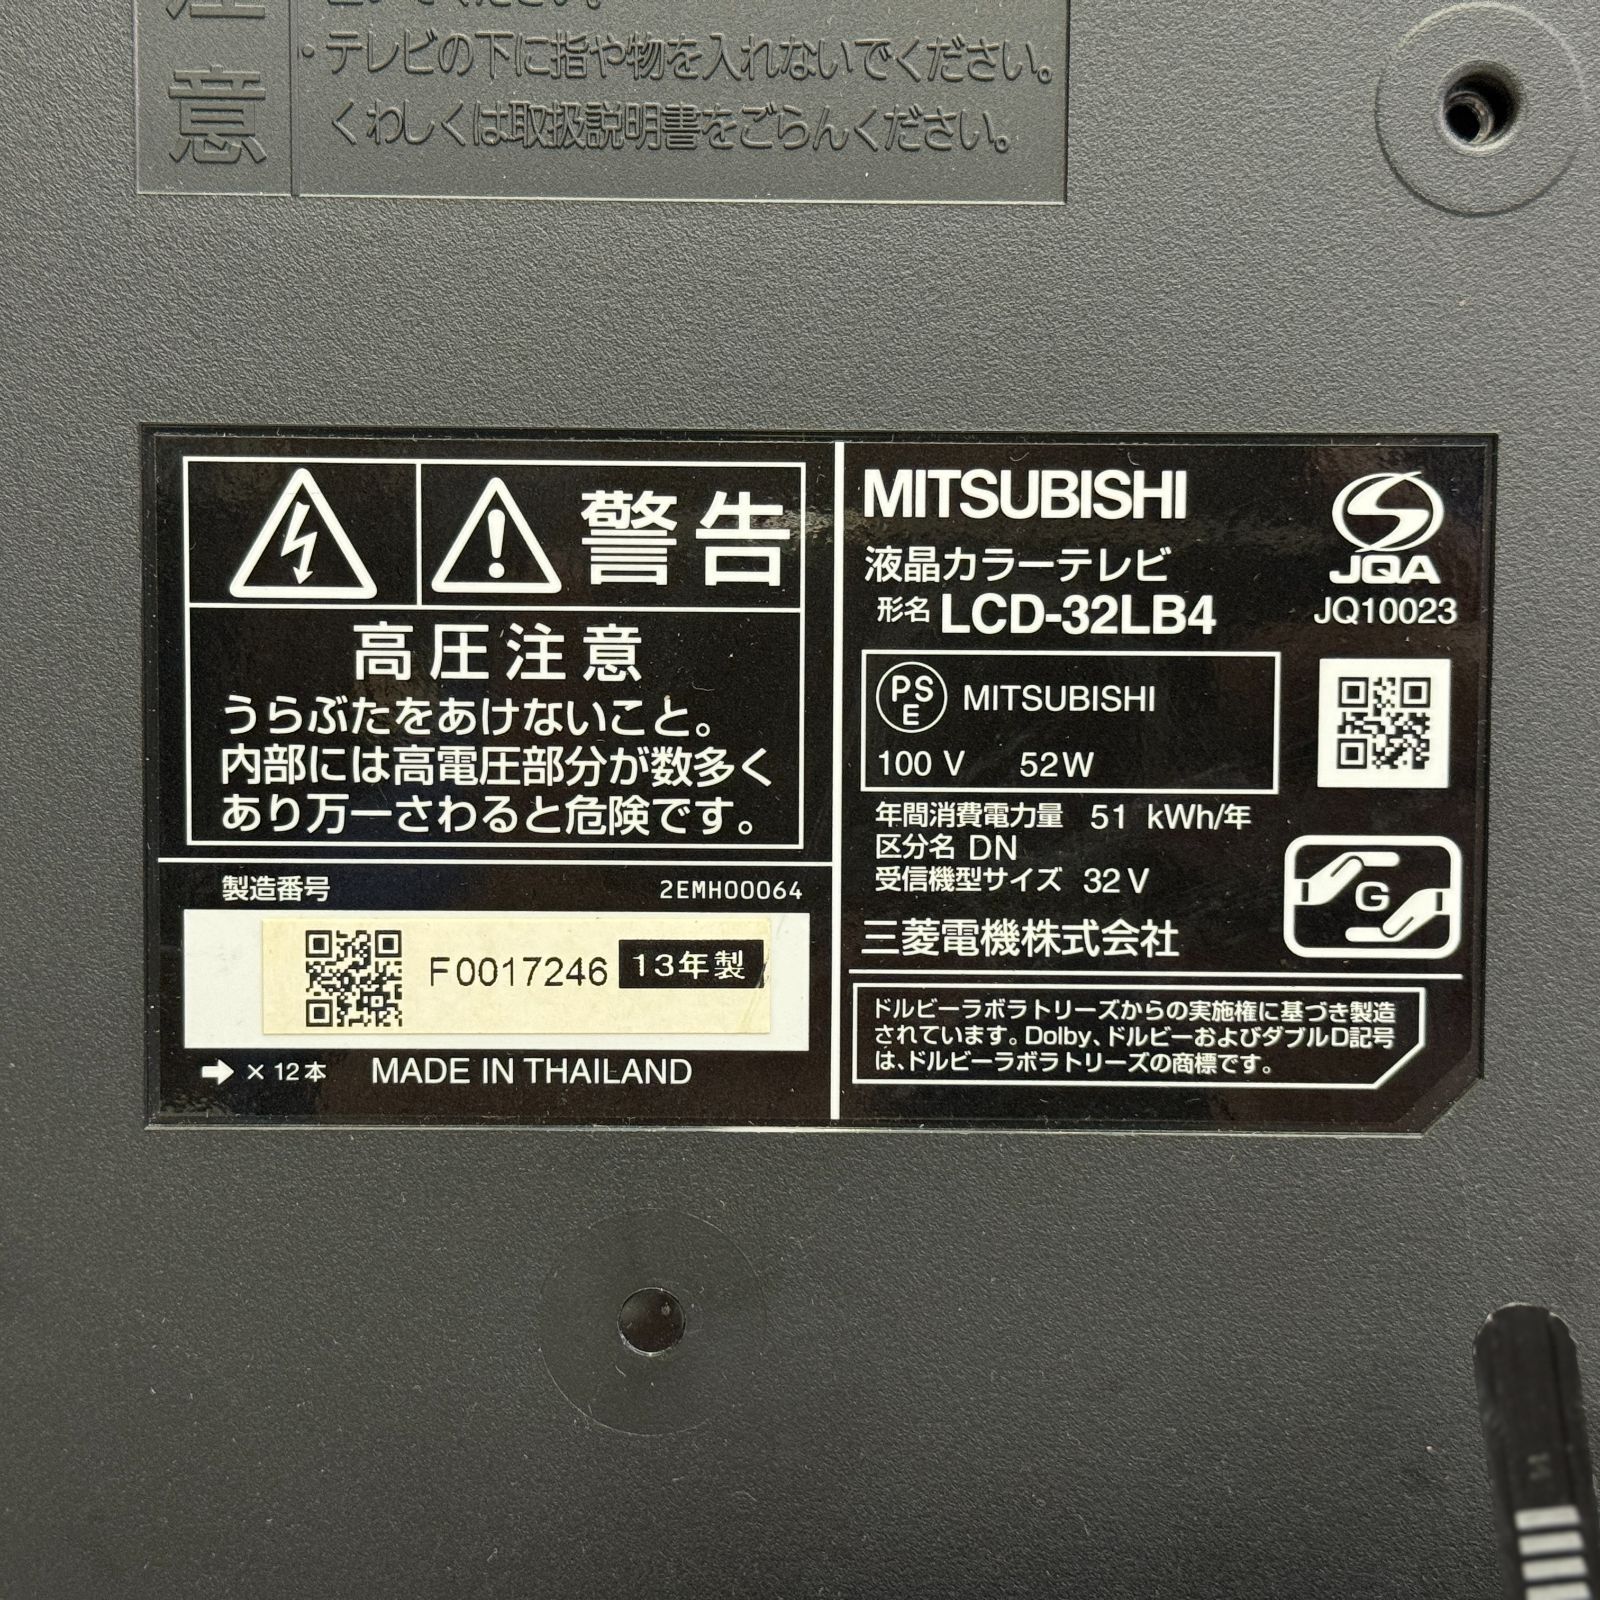 注意
・テレビの下に指や物を入れないでください。
くわしくは取扱説明書をごらんください。
警告
高圧注意
うらぶたをあけないこと。
内部には高電圧部分が数多く
あり万一さわると危険です。
製造番号 2EMH00064
F0017246 13年製
➡ × 12本 MADE IN THAILAND
MITSUBISHI
液晶カラーテレビ
形名 LCD-32LB4
JQA
JQ10023
PSE MITSUBISHI
100 V 52W
年間消費電力量 51 kWh/年
区分名 DN
受信機型サイズ 32 V
G
三菱電機株式会社
ドルビーラボラトリーズからの実施権に基づき製造
されています。Dolby、ドルビーおよびダブルD記号
は、ドルビーラボラトリーズの商標です。